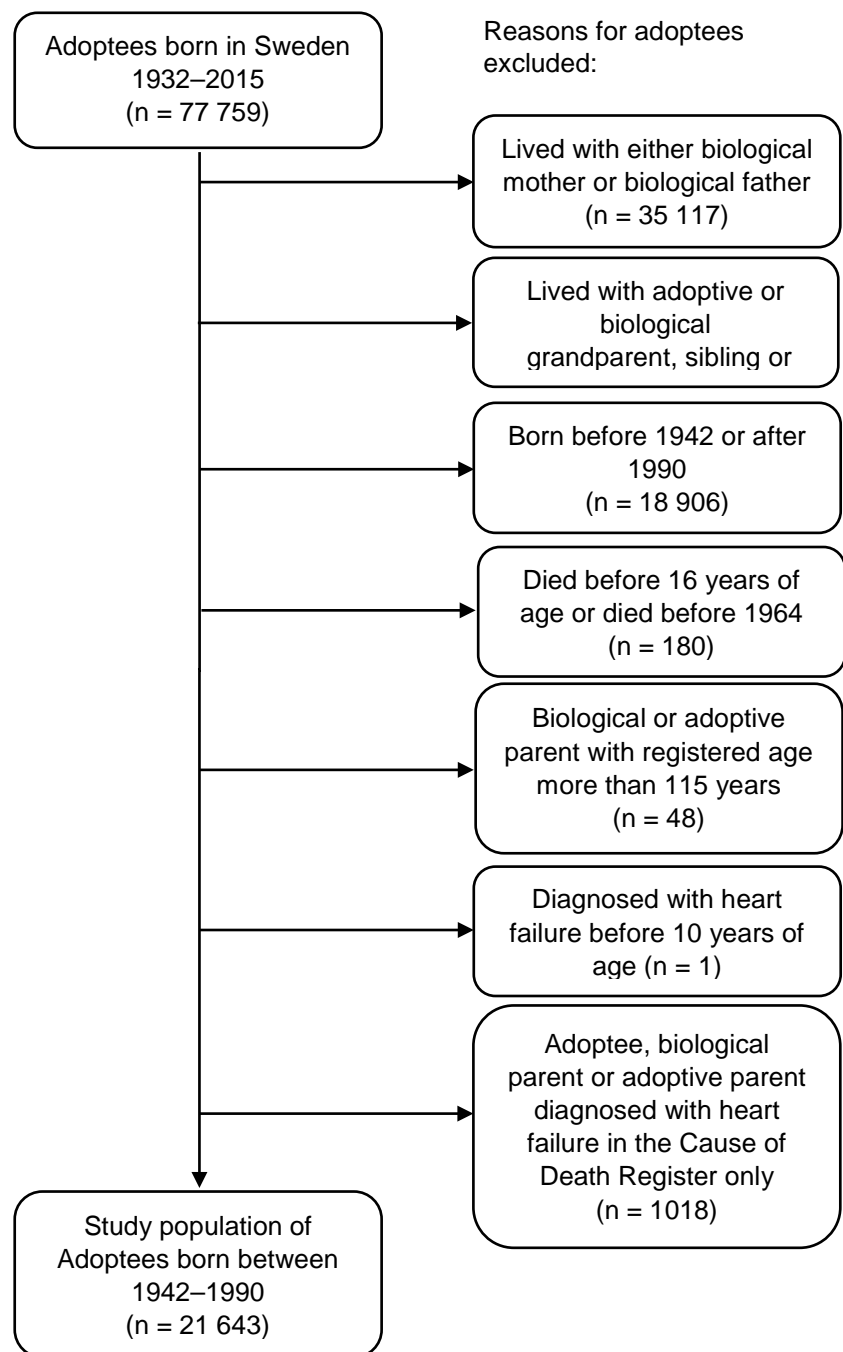 Adoptees born in Sweden
1932–2015
(n = 77 759)
Reasons for adoptees
excluded:
Lived with either biological
mother or biological father
(n = 35 117)
Lived with adoptive or
biological
grandparent, sibling or
Born before 1942 or after
1990
(n = 18 906)
Died before 16 years of
age or died before 1964
(n = 180)
Biological or adoptive
parent with registered age
more than 115 years
(n = 48)
Diagnosed with heart
failure before 10 years of
age (n = 1)
Adoptee, biological
parent or adoptive parent
diagnosed with heart
failure in the Cause of
Death Register only
(n = 1018)
Study population of
Adoptees born between
1942–1990
(n = 21 643)